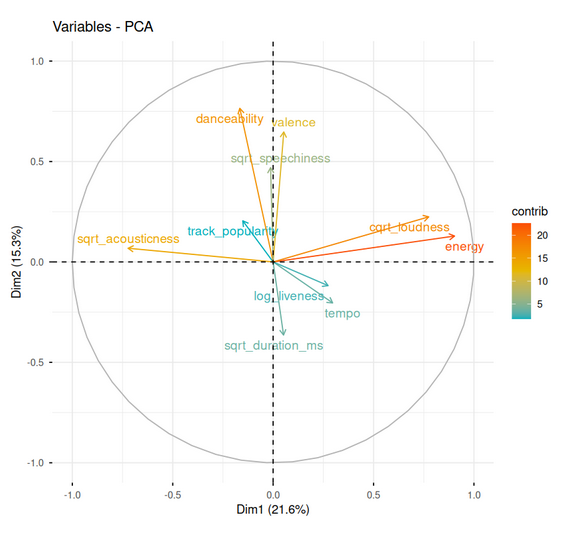 Variables - PCA
1.0
danceability
valence
0.5
sqrt_speechiness
cqrt_loudness
track_popularit
sqrt_acousticness
energy
0.0
log_liveness
tempo
sqrt_duration_ms
-0.5
-1.0
-1.0
-0.5
0.0
0.5
1.0
Dim1 (21.6%)
Dim2 (15.3%)
contrib
20
15
10
5